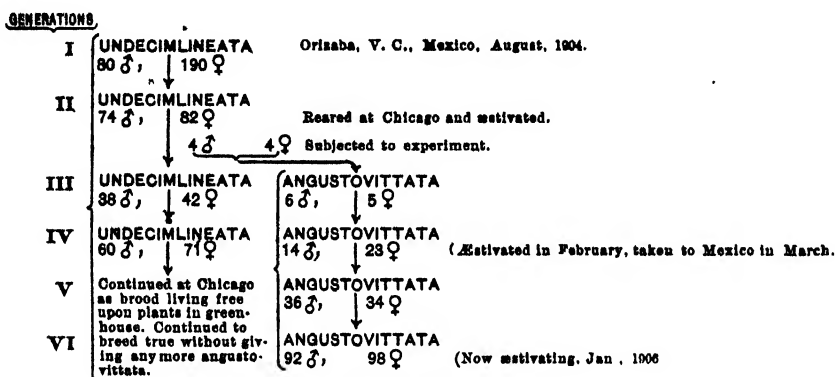 GENERATIONS
I UNDECIMLINEATA Orizaba, V. C., Mexico, August, 1904.
80 ♂, 190 ♀
II UNDECIMLINEATA
74 ♂, 82 ♀ Reared at Chicago and æstivated.
4 ♂ 4 ♀ Subjected to experiment.
III UNDECIMLINEATA ANGUSTOVITTATA
38 ♂, 42 ♀ 6 ♂, 5 ♀
IV UNDECIMLINEATA ANGUSTOVITTATA
60 ♂, 71 ♀ 14 ♂, 23 ♀ (Æstivated in February, taken to Mexico in March.
V Continued at Chicago ANGUSTOVITTATA
as brood living free 36 ♂, 34 ♀
upon plants in green-
house. Continued to
VI breed true without giv- ANGUSTOVITTATA
ing any more angusto- 92 ♂, 98 ♀ (Now æstivating, Jan , 1906
vittata.